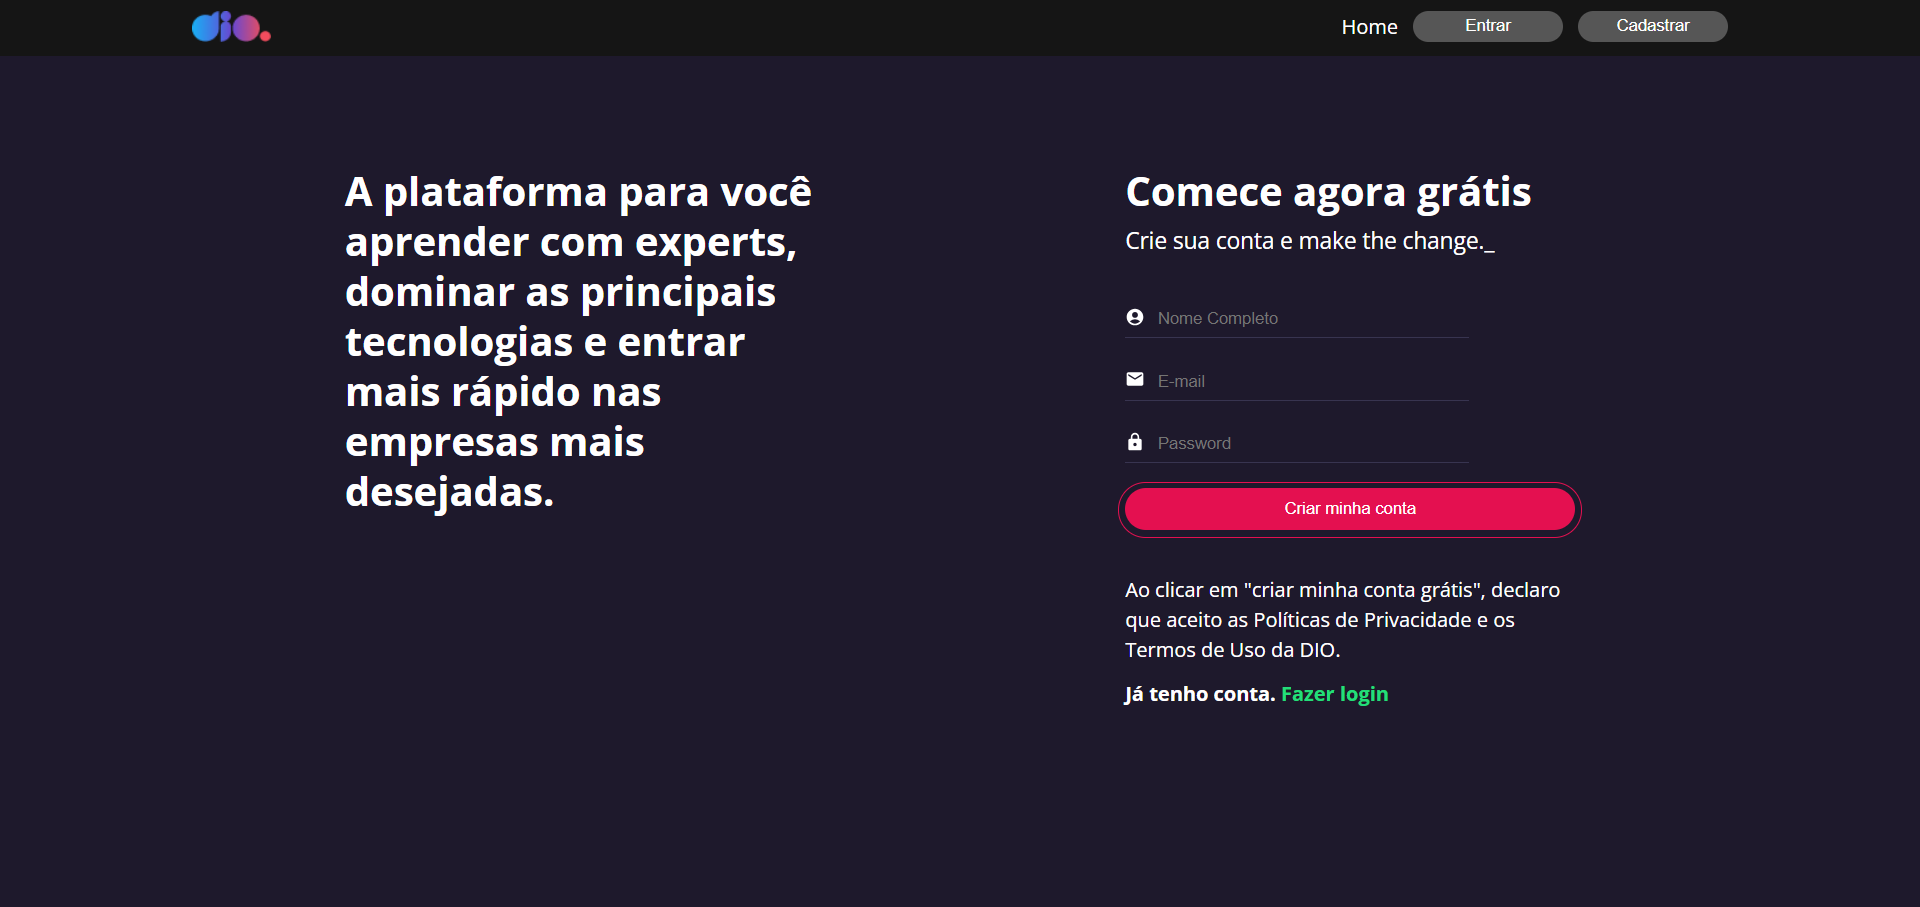 dio.
Home
Entrar
Cadastrar
A plataforma para você
aprender com experts,
dominar as principais
tecnologias e entrar
mais rápido nas
empresas mais
desejadas.
Comece agora grátis
Crie sua conta e make the change._
Nome Completo
E-mail
Password
Criar minha conta
Ao clicar em "criar minha conta grátis", declaro
que aceito as Políticas de Privacidade e os
Termos de Uso da DIO.
Já tenho conta. Fazer login